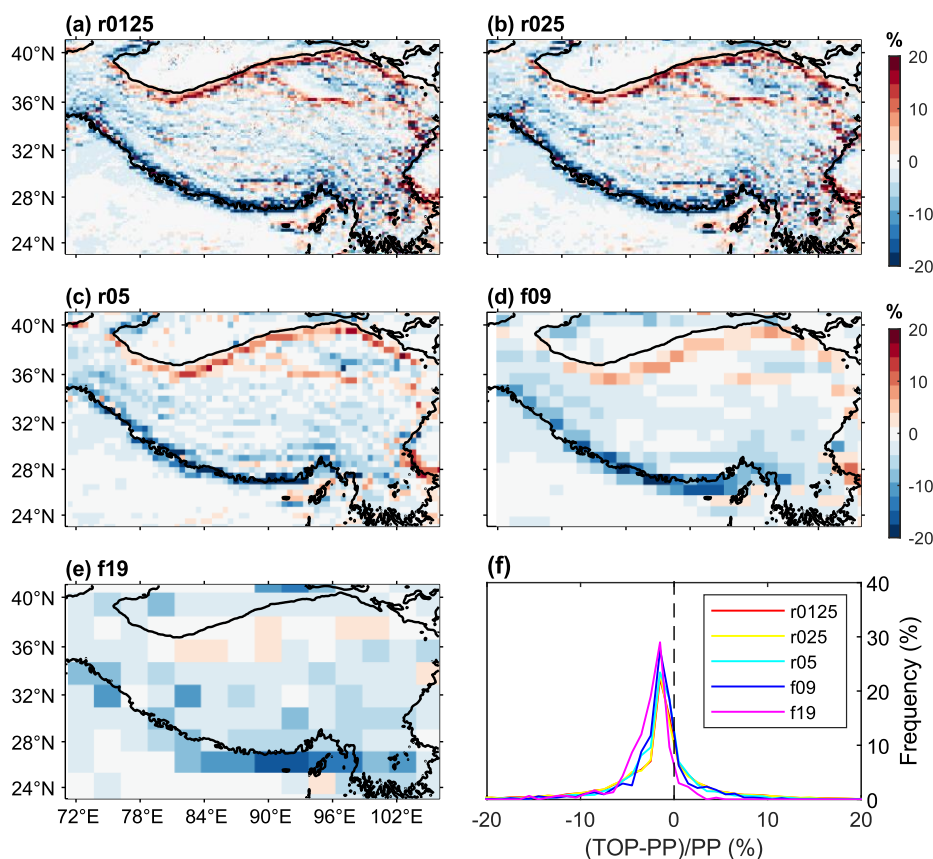 (a) r0125
(b) r025
%
40°N
36°N
32°N
28°N
24°N
20
10
0
-10
-20
(c) r05
(d) f09
%
40°N
36°N
32°N
28°N
24°N
20
10
0
-10
-20
(e) f19
(f)
40°N
36°N
32°N
28°N
24°N
72°E 78°E 84°E 90°E 96°E 102°E
r0125
r025
r05
f09
f19
40
30
20
10
0
Frequency (%)
-20 -10 0 10 20
(TOP-PP)/PP (%)